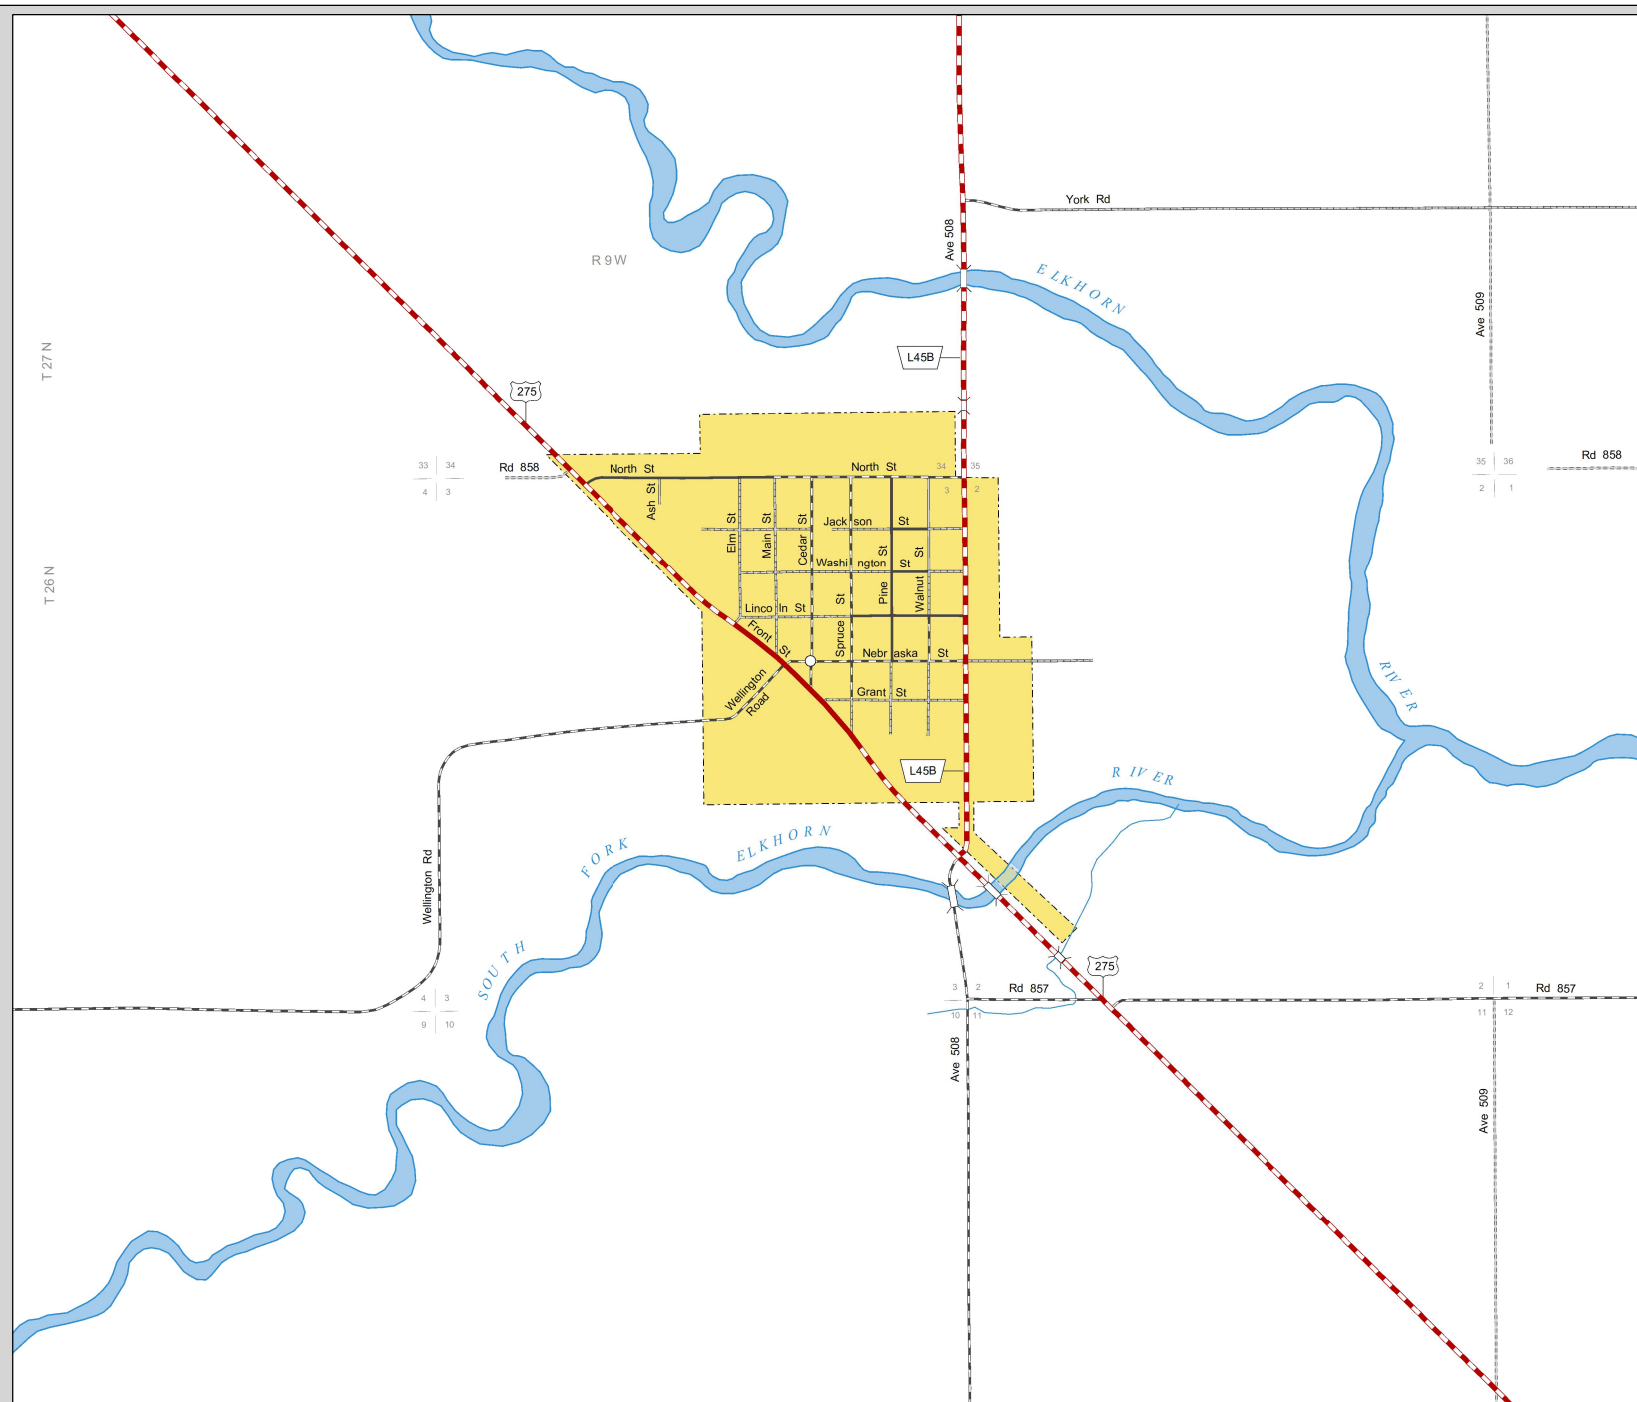 York Rd
Ave 508
R 9 W
ELKHORN
Ave 509
T 27 N
L45B
275
33 34
4 3
Rd 858
North St
North St
34 35
3 2
35 36
2 1
Rd 858
Ash St
Elm St
Main St
Cedar St
Jackson St
Washington St
Pine St
Walnut St
T 26 N
Lincoln St
Spruce St
Front St
Nebraska St
Wellington Road
Grant St
RIVER
L45B
RIVER
ELKHORN
FORK
SOUTH
Wellington Rd
275
4 3
9 10
3 2
10 11
Rd 857
2 1
11 12
Rd 857
Ave 508
Ave 509